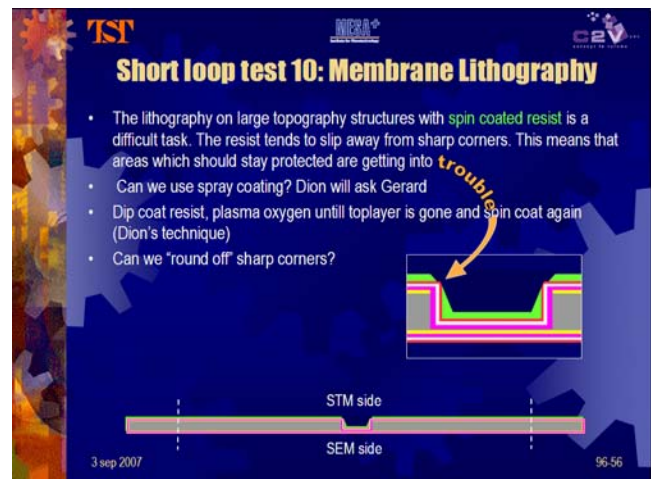 TST
MESA+
C2V
Short loop test 10: Membrane Lithography
• The lithography on large topography structures with spin coated resist is a
difficult task. The resist tends to slip away from sharp corners. This means that
areas which should stay protected are getting into trouble
• Can we use spray coating? Dion will ask Gerard
• Dip coat resist, plasma oxygen untill toplayer is gone and spin coat again
(Dion's technique)
• Can we "round off" sharp corners?
STM side
SEM side
3 sep 2007
96-56